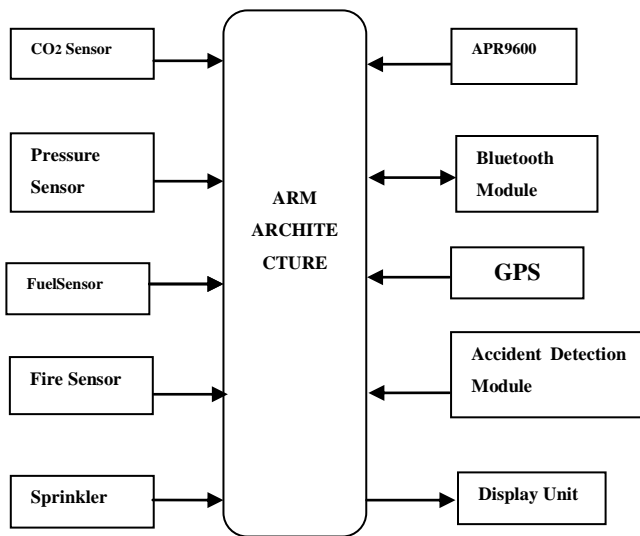 CO2 Sensor
Pressure
Sensor
FuelSensor
Fire Sensor
Sprinkler
ARM
ARCHITE
CTURE
APR9600
Bluetooth
Module
GPS
Accident Detection
Module
Display Unit